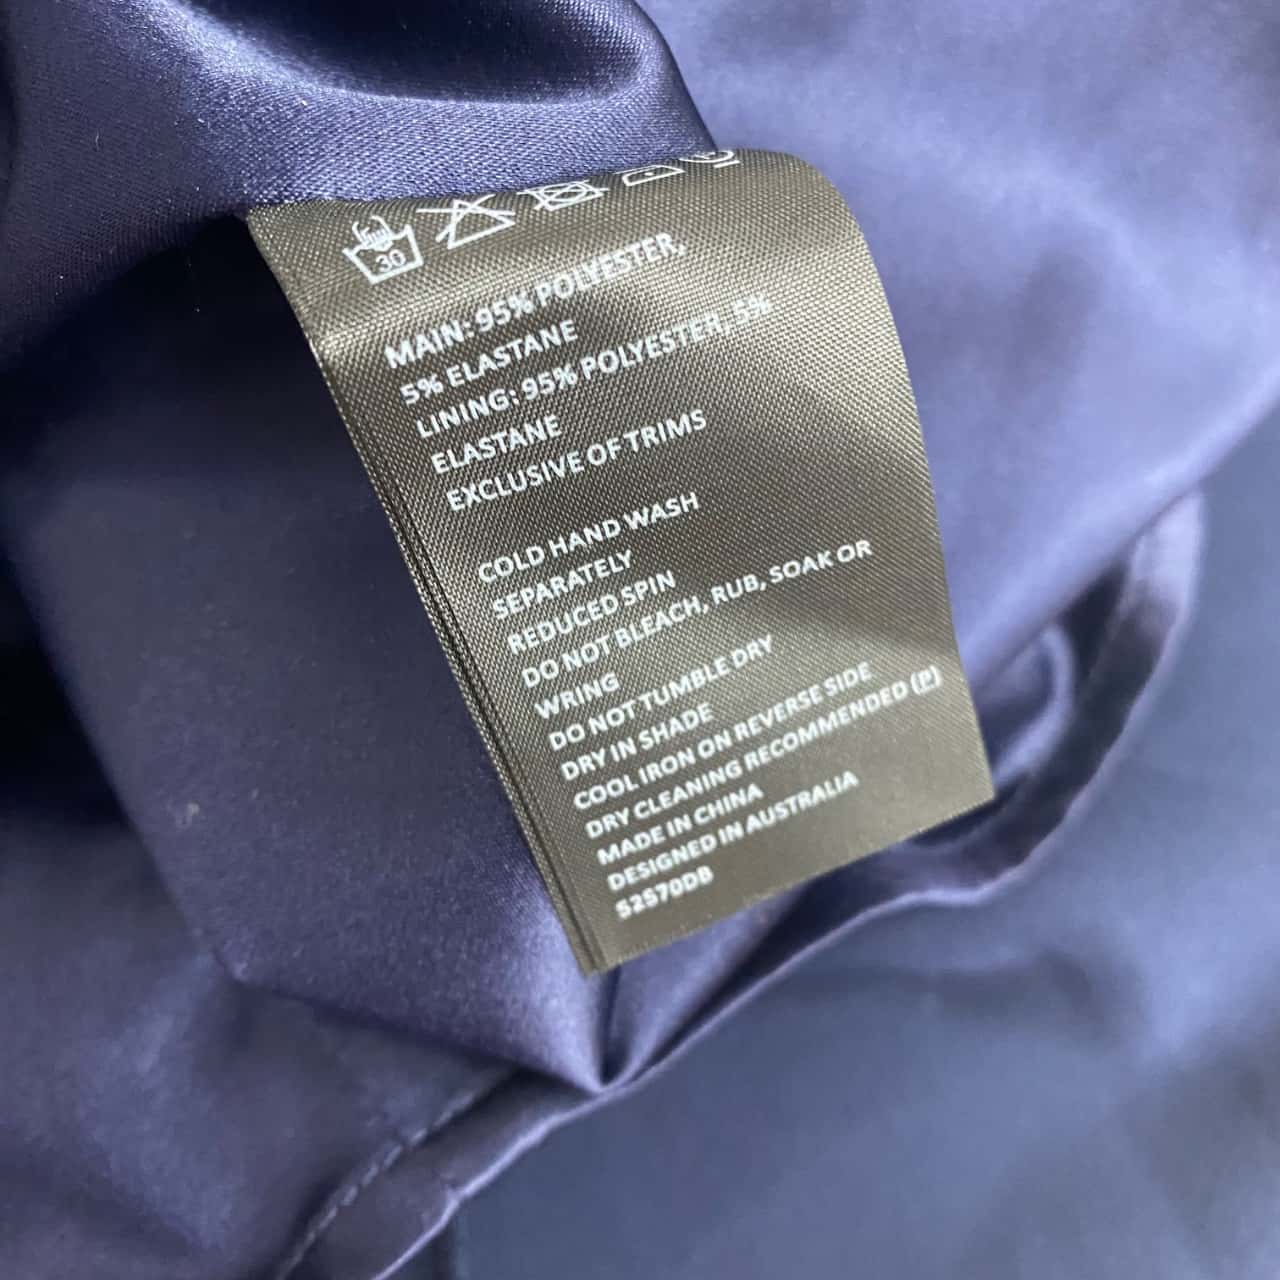 30
MAIN: 95% POLYESTER,
5% ELASTANE
LINING: 95% POLYESTER, 5%
ELASTANE
EXCLUSIVE OF TRIMS
COLD HAND WASH
SEPARATELY
REDUCED SPIN
DO NOT BLEACH, RUB, SOAK OR
WRING
DO NOT TUMBLE DRY
DRY IN SHADE
COOL IRON ON REVERSE SIDE
DRY CLEANING RECOMMENDED (P)
MADE IN CHINA
DESIGNED IN AUSTRALIA
52570DB